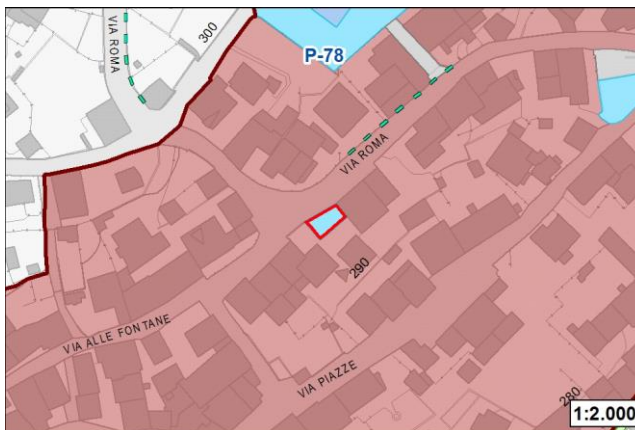 VIA ROMA
300
P-78
VIA ROMA
290
VIA ALLE FONTANE
VIA PIAZZE
280
1:2.000